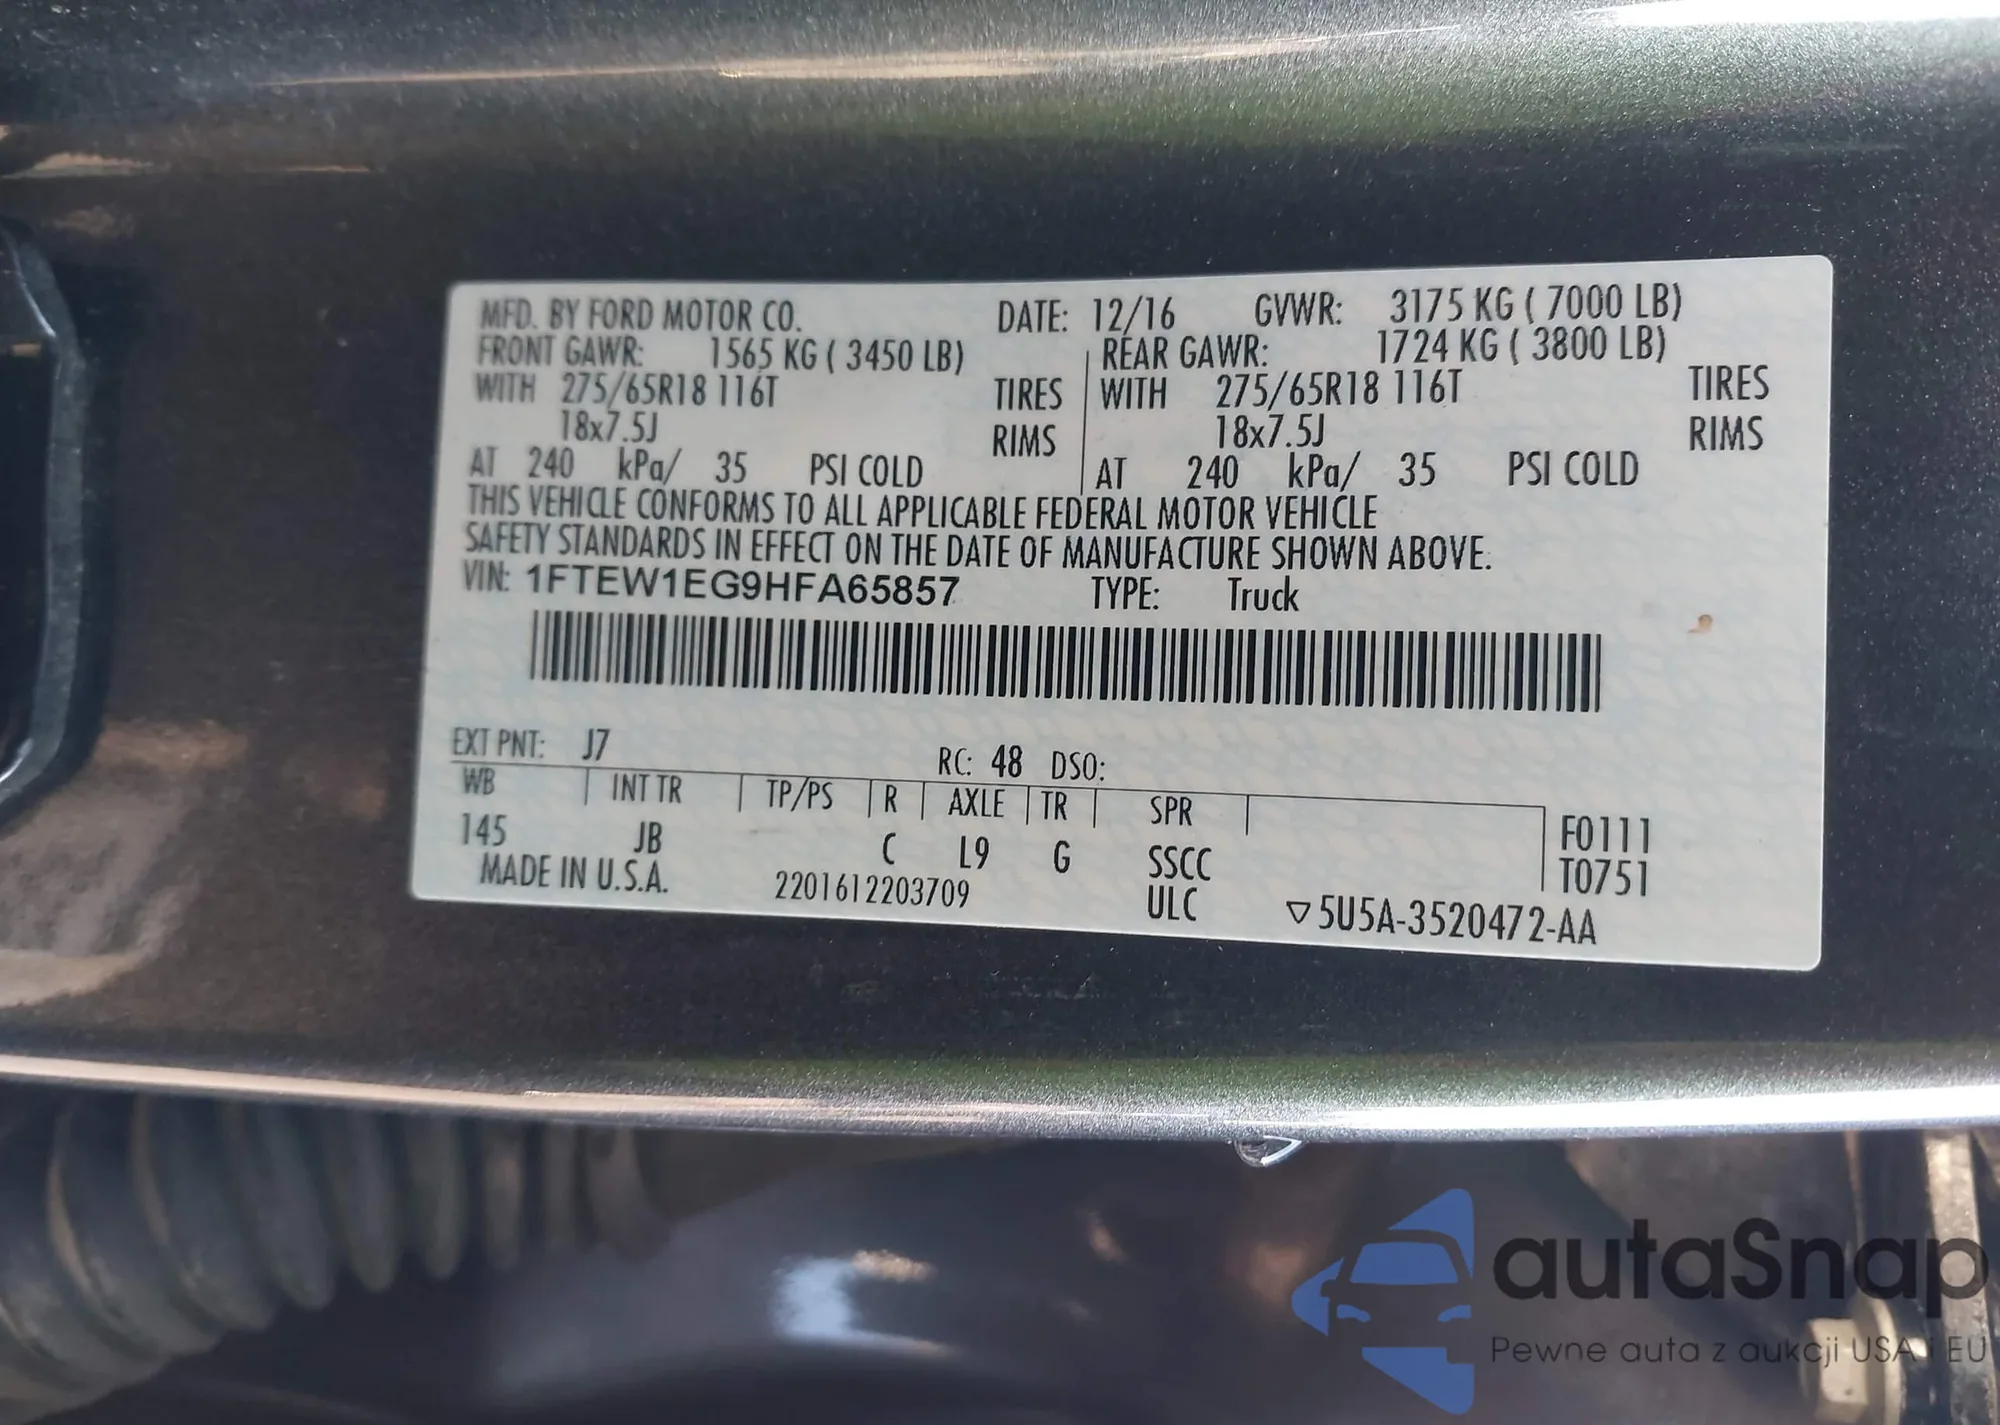 MFD. BY FORD MOTOR CO. DATE: 12/16 GVWR: 3175 KG ( 7000 LB)
FRONT GAWR: 1565 KG ( 3450 LB) REAR GAWR: 1724 KG ( 3800 LB)
WITH 275/65R18 116T TIRES WITH 275/65R18 116T TIRES
18x7.5J RIMS 18x7.5J RIMS
AT 240 kPa/ 35 PSI COLD AT 240 kPa/ 35 PSI COLD
THIS VEHICLE CONFORMS TO ALL APPLICABLE FEDERAL MOTOR VEHICLE
SAFETY STANDARDS IN EFFECT ON THE DATE OF MANUFACTURE SHOWN ABOVE.
VIN: 1FTEW1EG9HFA65857 TYPE: Truck
EXT PNT: J7 RC: 48 DSO:
WB INT TR TP/PS R AXLE TR SPR
145 JB C L9 G SSCC F0111
T0751
MADE IN U.S.A. 2201612203709 ULC ▽5U5A-3520472-AA
autaSnap
Pewne auta z aukcji USA i EU